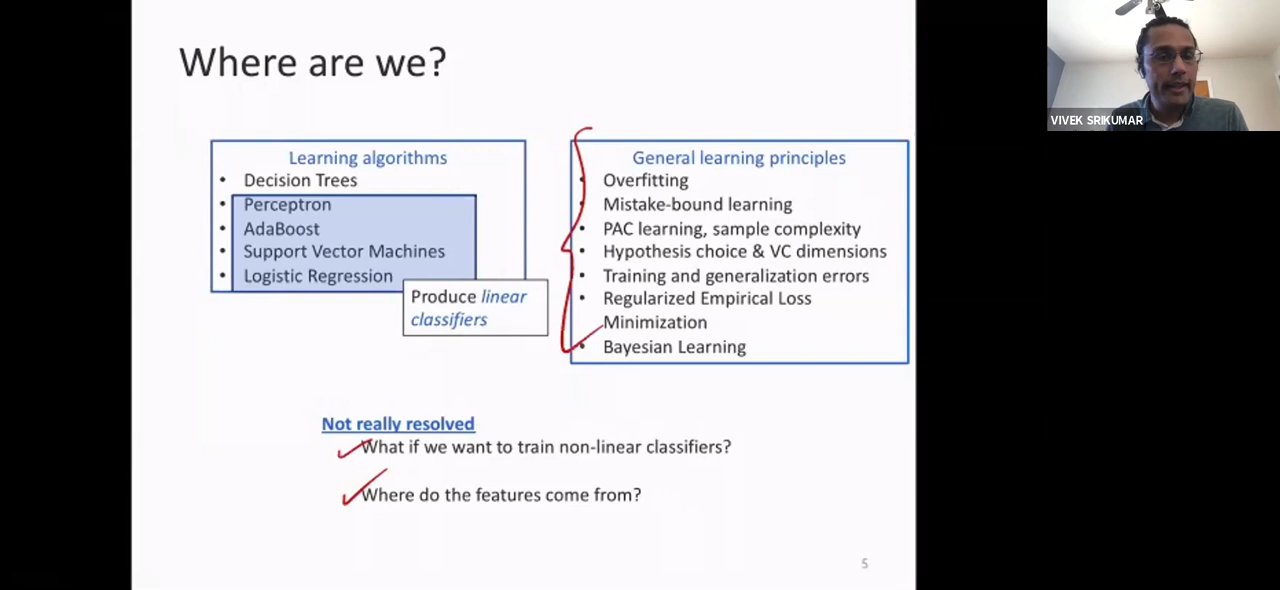 Where are we?
VIVEK SRIKUMAR
Learning algorithms
• Decision Trees
• Perceptron
• AdaBoost
• Support Vector Machines
• Logistic Regression
Produce linear
classifiers
General learning principles
• Overfitting
• Mistake-bound learning
• PAC learning, sample complexity
• Hypothesis choice & VC dimensions
• Training and generalization errors
• Regularized Empirical Loss
Minimization
• Bayesian Learning
Not really resolved
What if we want to train non-linear classifiers?
Where do the features come from?
5